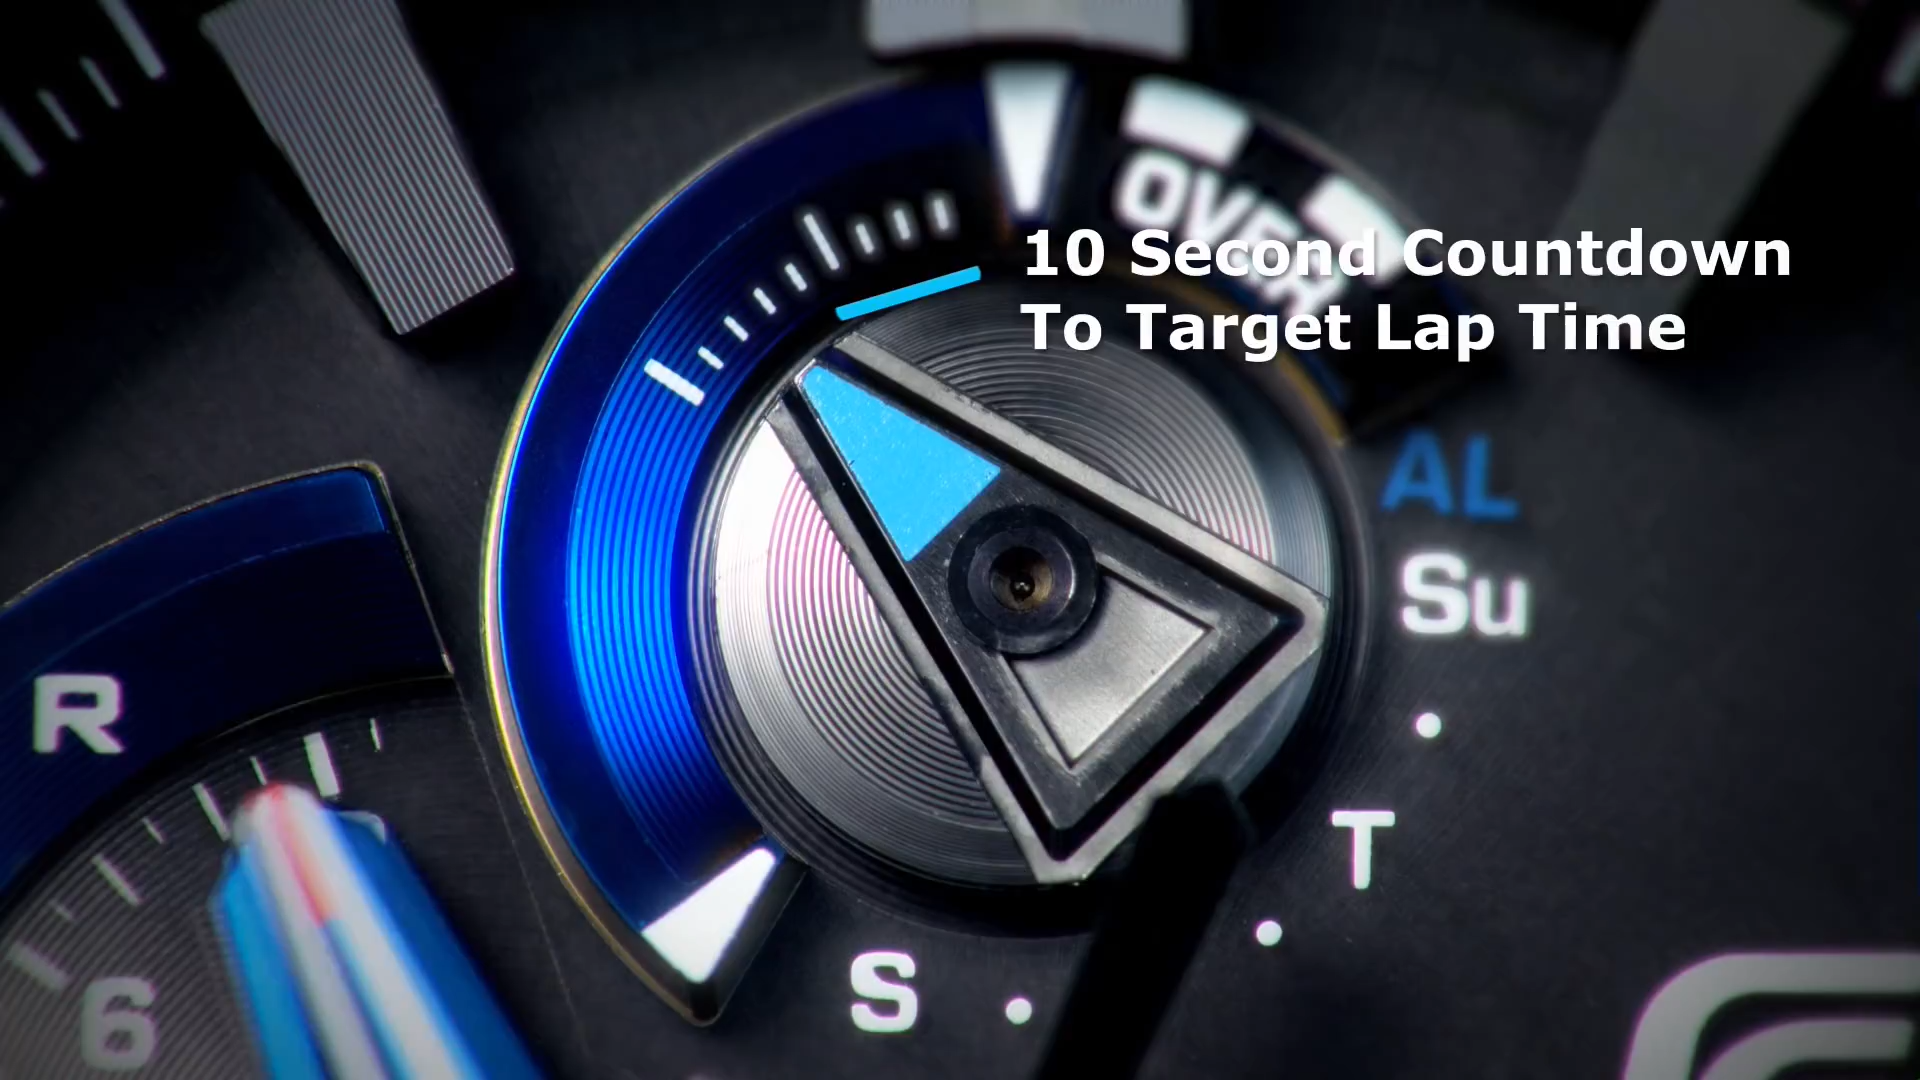 OVER
10 Second Countdown
To Target Lap Time
AL
Su
R
T
S
6